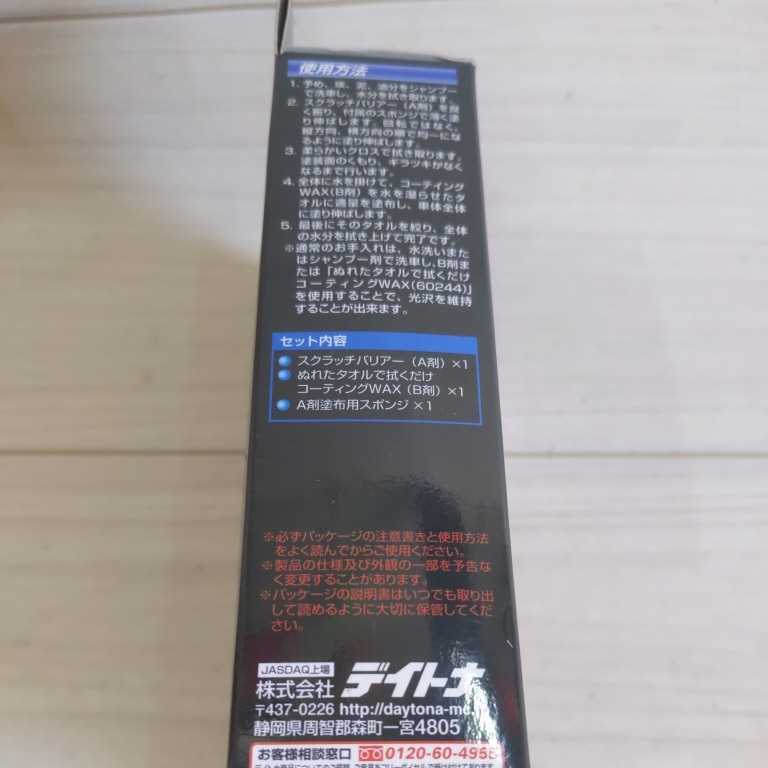 使用方法
1. 予め、埃、泥、油分をシャンプー
で洗車し、水分を拭き取ります。
2. スクラッチバリアー（A剤）を良
く振り、付属のスポンジで薄く塗
り伸ばします。回転ではなく、
縦方向、横方向の順で均一にな
るように塗り伸ばします。
3. 柔らかいクロスで拭き取ります。
塗装面のくもり、ギラツキがなく
なるまで行います。
4. 全体に水を掛けて、コーティング
WAX（B剤）を水を湿らせたタ
オルに適量を塗布し、車体全体
に塗り伸ばします。
5. 最後にそのタオルを絞り、全体
の水分を拭き上げて完了です。
※通常のお手入れは、水洗いまた
はシャンプー剤で洗車し、B剤ま
たは「ぬれたタオルで拭くだけ
コーティングWAX（60244）」
を使用することで、光沢を維持
することが出来ます。
セット内容
スクラッチバリアー（A剤）×1
ぬれたタオルで拭くだけ
コーティングWAX（B剤）×1
A剤塗布用スポンジ×1
※必ずパッケージの注意書きと使用方法
をよく読んでからご使用ください。
※製品の仕様及び外観の一部を予告な
く変更することがあります。
※パッケージの説明書はいつでも取り出
して読めるように大切に保管してくだ
さい。
JASDAQ上場
株式会社 デイトナ
〒437-0226 http://daytona-mc.
静岡県周智郡森町一宮4805
お客様相談窓口 0120-60-4955